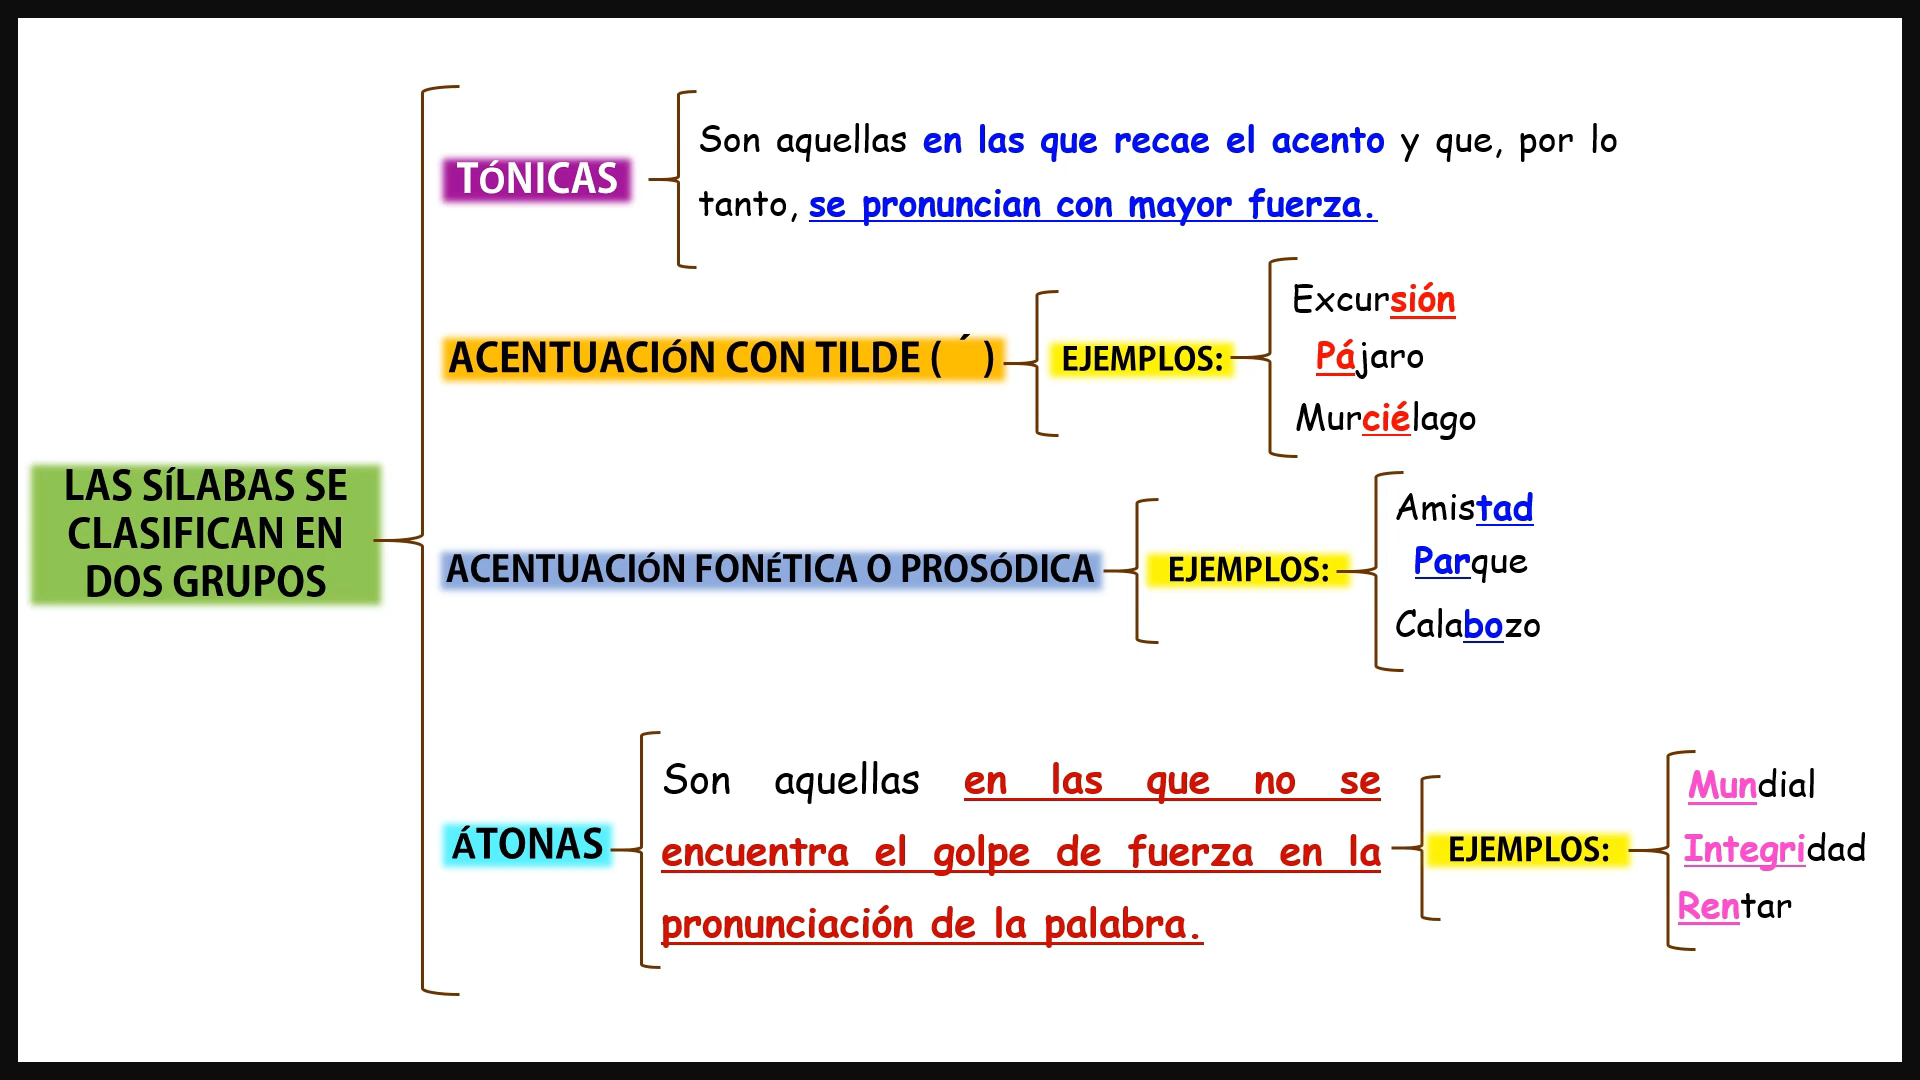 LAS SÍLABAS SE
CLASIFICAN EN
DOS GRUPOS
TÓNICAS
Son aquellas en las que recae el acento y que, por lo
tanto, se pronuncian con mayor fuerza.
ACENTUACIÓN CON TILDE ( ´ )
EJEMPLOS:
Excursión
Pájaro
Murciélago
ACENTUACIÓN FONÉTICA O PROSÓDICA
EJEMPLOS:
Amistad
Parque
Calabozo
ÁTONAS
Son aquellas en las que no se
encuentra el golpe de fuerza en la
pronunciación de la palabra.
EJEMPLOS:
Mundial
Integridad
Rentar